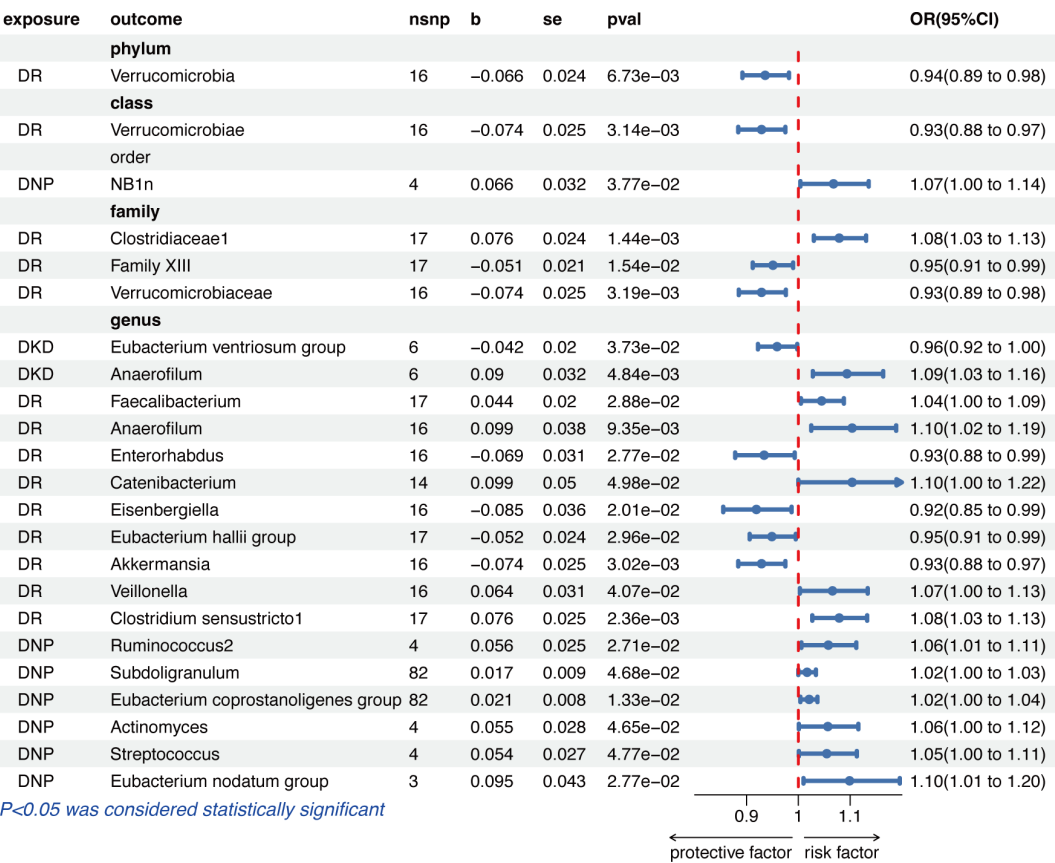 exposure outcome nsnp b se pval OR(95%CI)
phylum
DR Verrucomicrobia 16 −0.066 0.024 6.73e−03 0.94(0.89 to 0.98)
class
DR Verrucomicrobiae 16 −0.074 0.025 3.14e−03 0.93(0.88 to 0.97)
order
DNP NB1n 4 0.066 0.032 3.77e−02 1.07(1.00 to 1.14)
family
DR Clostridiaceae1 17 0.076 0.024 1.44e−03 1.08(1.03 to 1.13)
DR Family XIII 17 −0.051 0.021 1.54e−02 0.95(0.91 to 0.99)
DR Verrucomicrobiaceae 16 −0.074 0.025 3.19e−03 0.93(0.89 to 0.98)
genus
DKD Eubacterium ventriosum group 6 −0.042 0.02 3.73e−02 0.96(0.92 to 1.00)
DKD Anaerofilum 6 0.09 0.032 4.84e−03 1.09(1.03 to 1.16)
DR Faecalibacterium 17 0.044 0.02 2.88e−02 1.04(1.00 to 1.09)
DR Anaerofilum 16 0.099 0.038 9.35e−03 1.10(1.02 to 1.19)
DR Enterorhabdus 16 −0.069 0.031 2.77e−02 0.93(0.88 to 0.99)
DR Catenibacterium 14 0.099 0.05 4.98e−02 1.10(1.00 to 1.22)
DR Eisenbergiella 16 −0.085 0.036 2.01e−02 0.92(0.85 to 0.99)
DR Eubacterium hallii group 17 −0.052 0.024 2.96e−02 0.95(0.91 to 0.99)
DR Akkermansia 16 −0.074 0.025 3.02e−03 0.93(0.88 to 0.97)
DR Veillonella 16 0.064 0.031 4.07e−02 1.07(1.00 to 1.13)
DR Clostridium sensustricto1 17 0.076 0.025 2.36e−03 1.08(1.03 to 1.13)
DNP Ruminococcus2 4 0.056 0.025 2.71e−02 1.06(1.01 to 1.11)
DNP Subdoligranulum 82 0.017 0.009 4.68e−02 1.02(1.00 to 1.03)
DNP Eubacterium coprostanoligenes group 82 0.021 0.008 1.33e−02 1.02(1.00 to 1.04)
DNP Actinomyces 4 0.055 0.028 4.65e−02 1.06(1.00 to 1.12)
DNP Streptococcus 4 0.054 0.027 4.77e−02 1.05(1.00 to 1.11)
DNP Eubacterium nodatum group 3 0.095 0.043 2.77e−02 1.10(1.01 to 1.20)
P<0.05 was considered statistically significant
0.9 1 1.1
protective factor risk factor